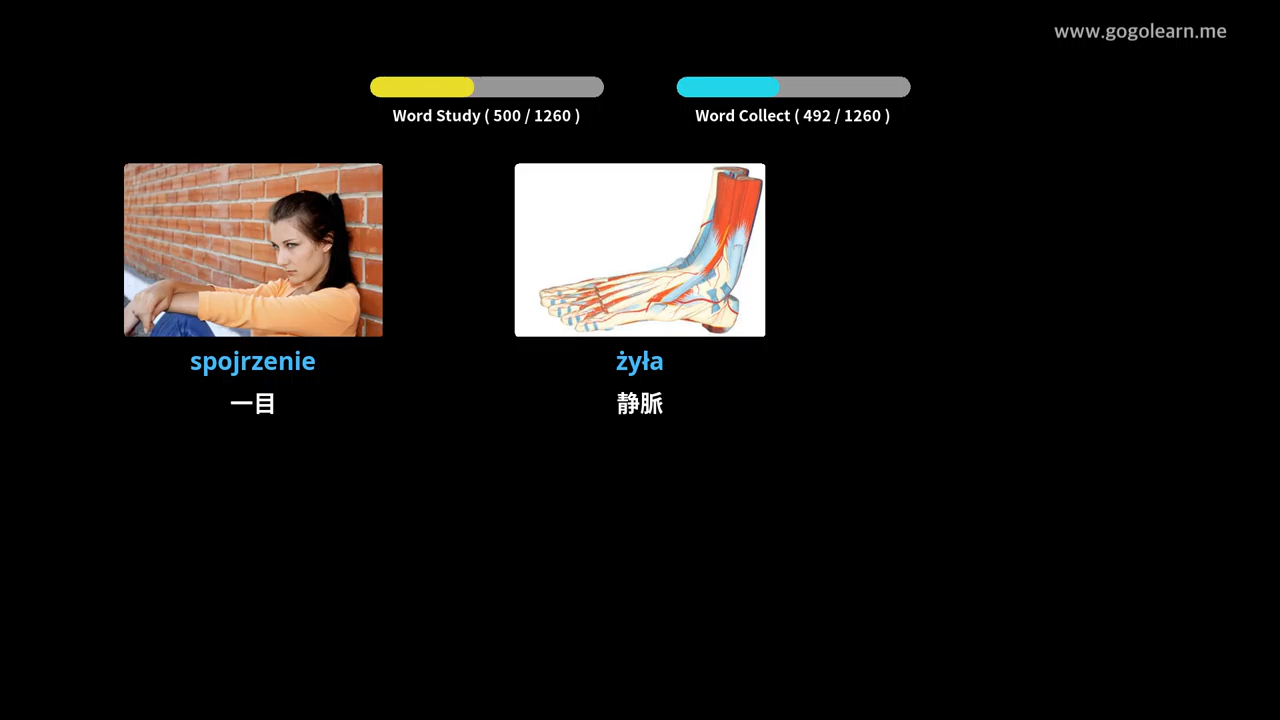 www.gogolearn.me
Word Study ( 500 / 1260 )
Word Collect ( 492 / 1260 )
spojrzenie
żyła
一目
静脈